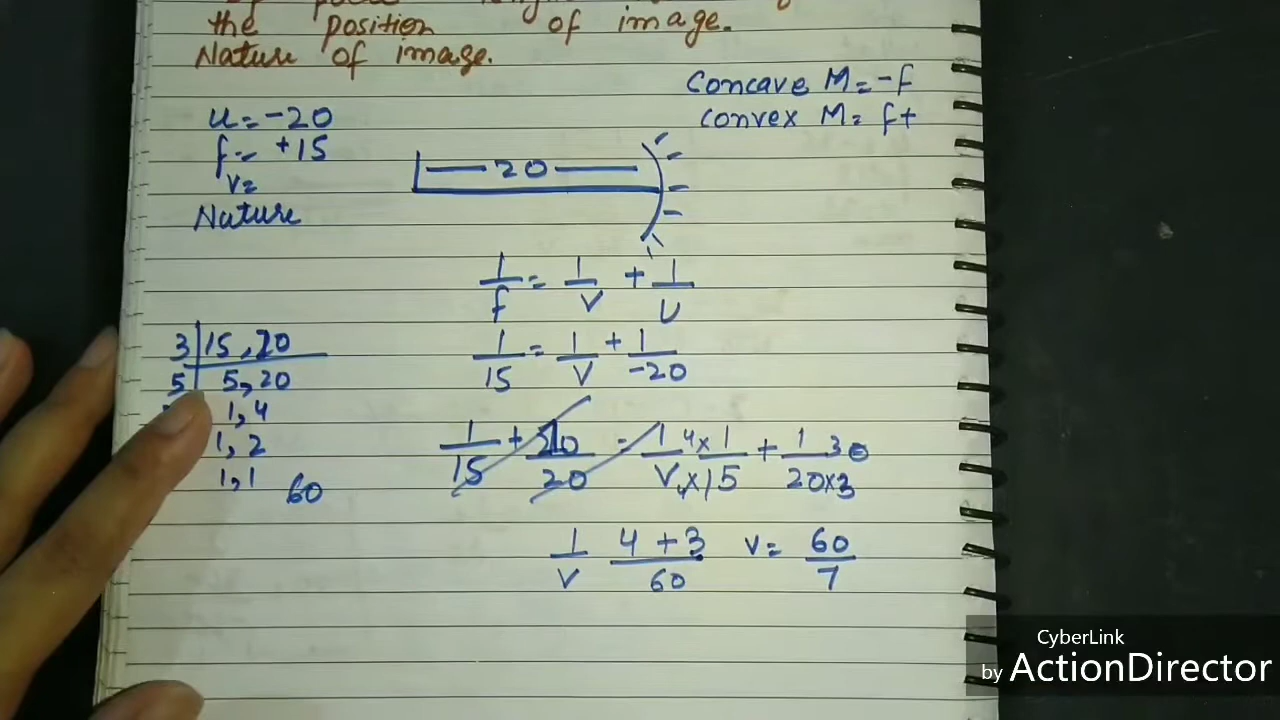 the position of image.
Nature of image.
Concave M = -f
Convex M = f+
u = -20
f = +15
v =
Nature
20
1/f = 1/v + 1/u
1/15 = 1/v + 1/-20
3 | 15, 20
5 | 5, 20
1, 4
1, 2
1, 1 60
1/15 + 20 = 1/v 4 × 1/× 15 + 1 3/20×3
1/v 4 + 3/60 v = 60/7
CyberLink
by ActionDirector